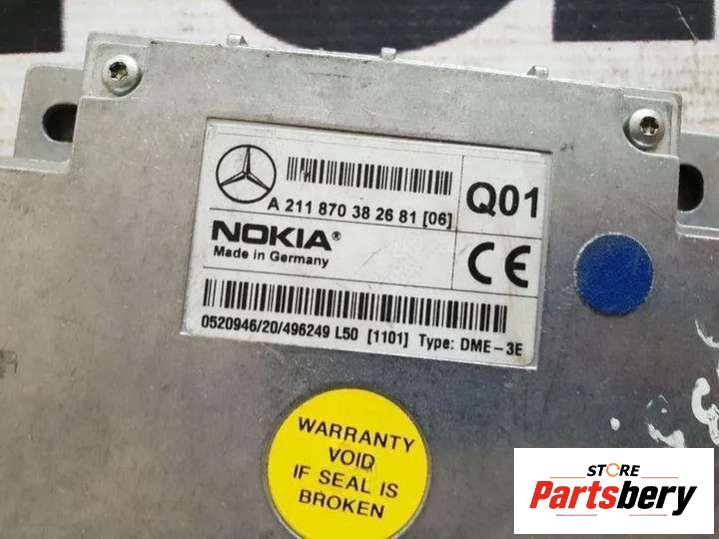 A 211 870 38 26 81 [06]
Q01
NOKIA®
Made in Germany
CE
0520946/20/496249 L50 [1101] Type: DME-3E
WARRANTY
VOID
IF SEAL IS
BROKEN
STORE
Partsbery